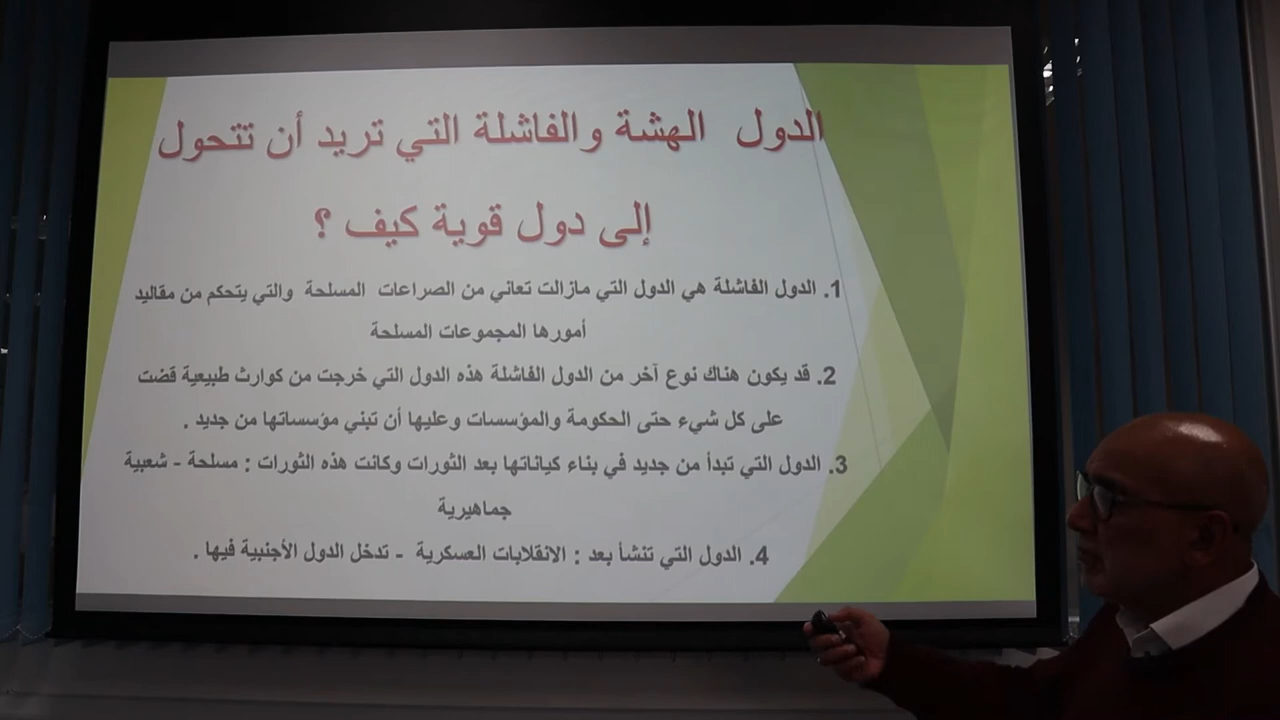 الدول الهشة والفاشلة التي تريد أن تتحول
إلى دول قوية كيف ؟
1. الدول الفاشلة هي الدول التي مازالت تعاني من الصراعات المسلحة والتي يتحكم من مقاليد
أمورها المجموعات المسلحة
2. قد يكون هناك نوع آخر من الدول الفاشلة هذه الدول التي خرجت من كوارث طبيعية قضت
على كل شيء حتى الحكومة والمؤسسات وعليها أن تبني مؤسساتها من جديد .
3. الدول التي تبدأ من جديد في بناء كياناتها بعد الثورات وكانت هذه الثورات : مسلحة - شعبية
جماهيرية
4. الدول التي تنشأ بعد : الانقلابات العسكرية - تدخل الدول الأجنبية فيها .